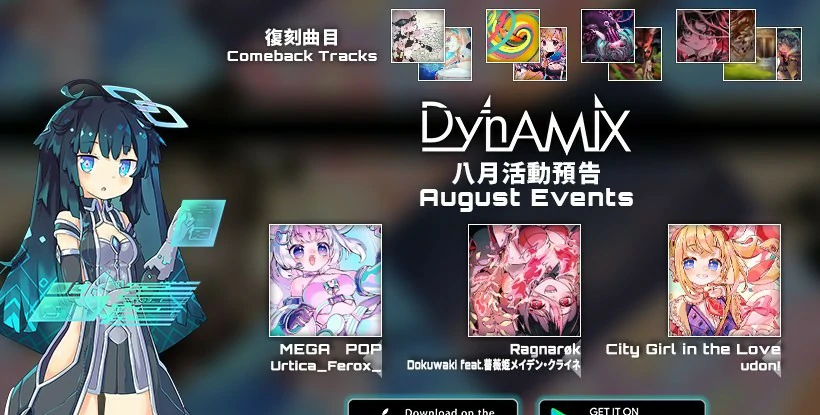 復刻曲目
Comeback Tracks
DynAMIX
八月活動預告
August Events
MEGA POP
Urtica_Ferox_
Ragnarøk
Dokuwaki feat.薔薇姫メイデン・クライネ
City Girl in the Love
udon!
Download on the
GET IT ON